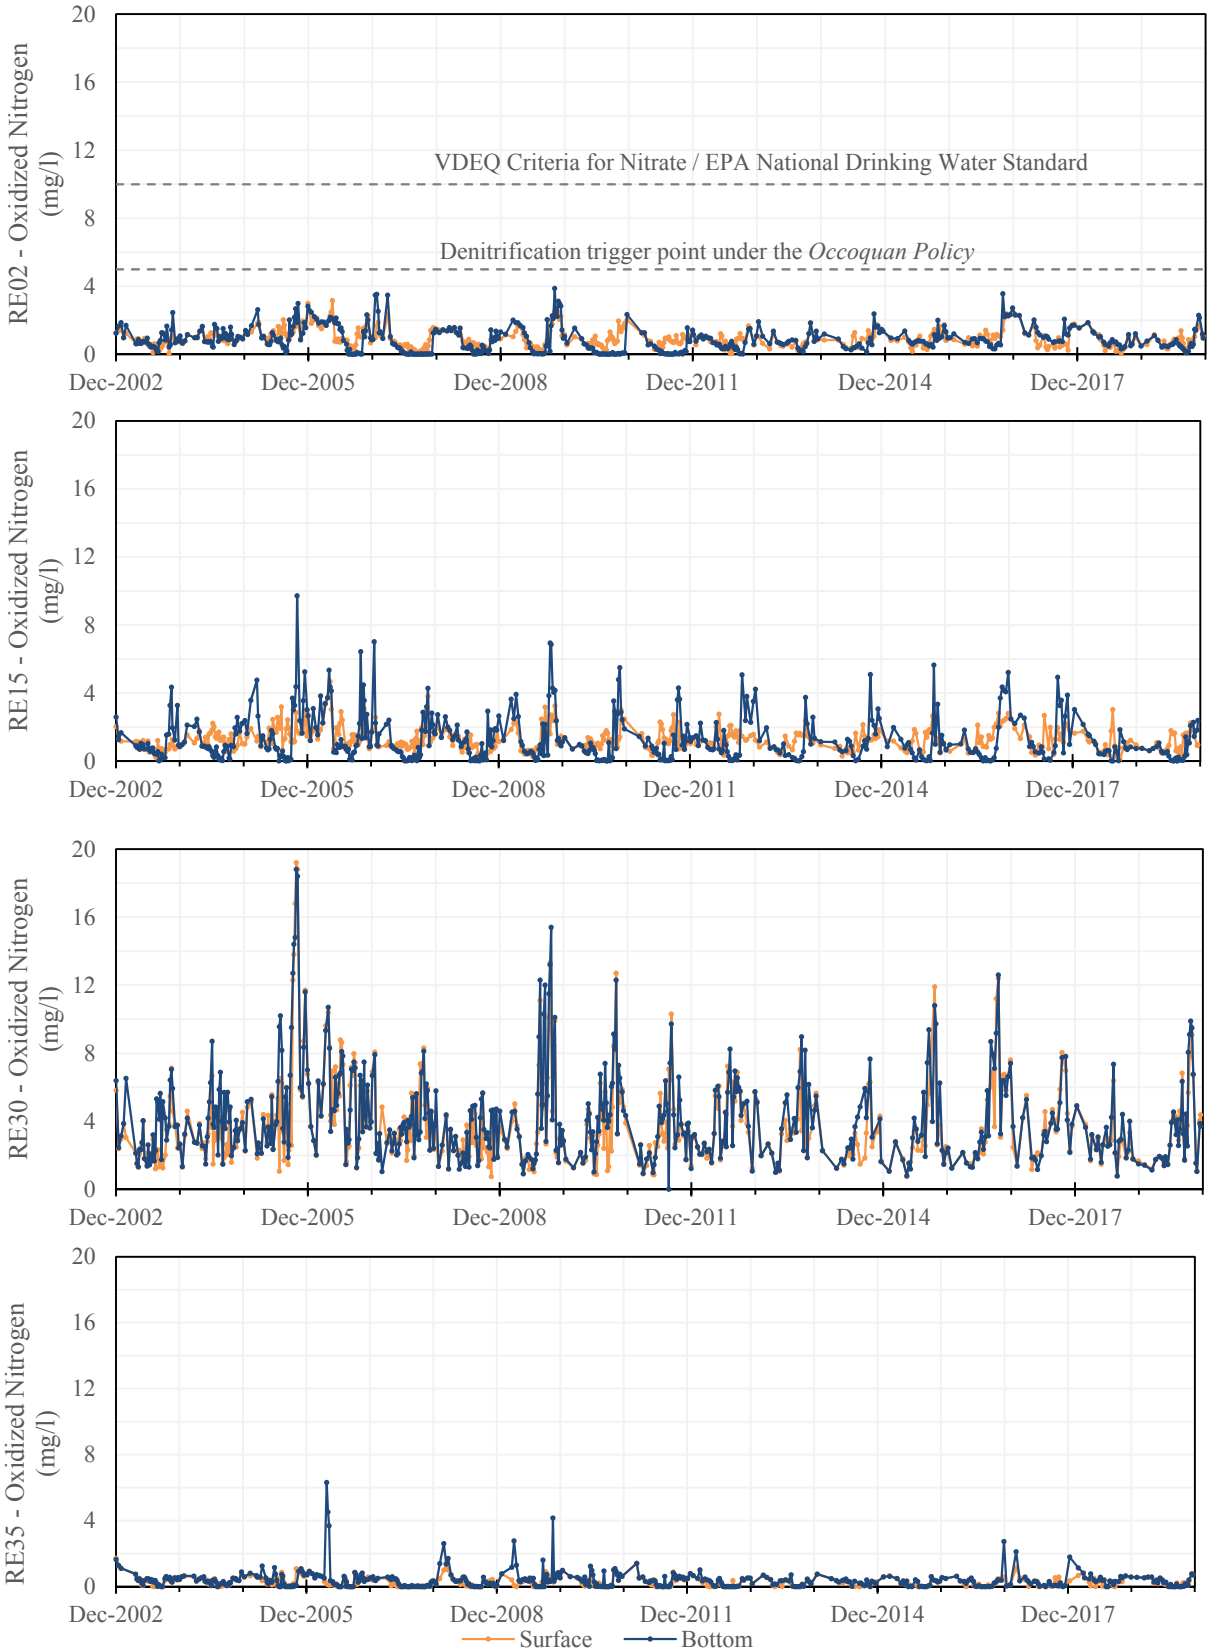 RE02 - Oxidized Nitrogen
(mg/l)
20
16
12
8
4
0
VDEQ Criteria for Nitrate / EPA National Drinking Water Standard
Denitrification trigger point under the Occoquan Policy
Dec-2002 Dec-2005 Dec-2008 Dec-2011 Dec-2014 Dec-2017
RE15 - Oxidized Nitrogen
(mg/l)
20
16
12
8
4
0
Dec-2002 Dec-2005 Dec-2008 Dec-2011 Dec-2014 Dec-2017
RE30 - Oxidized Nitrogen
(mg/l)
20
16
12
8
4
0
Dec-2002 Dec-2005 Dec-2008 Dec-2011 Dec-2014 Dec-2017
RE35 - Oxidized Nitrogen
(mg/l)
20
16
12
8
4
0
Dec-2002 Dec-2005 Dec-2008 Dec-2011 Dec-2014 Dec-2017
Surface Bottom